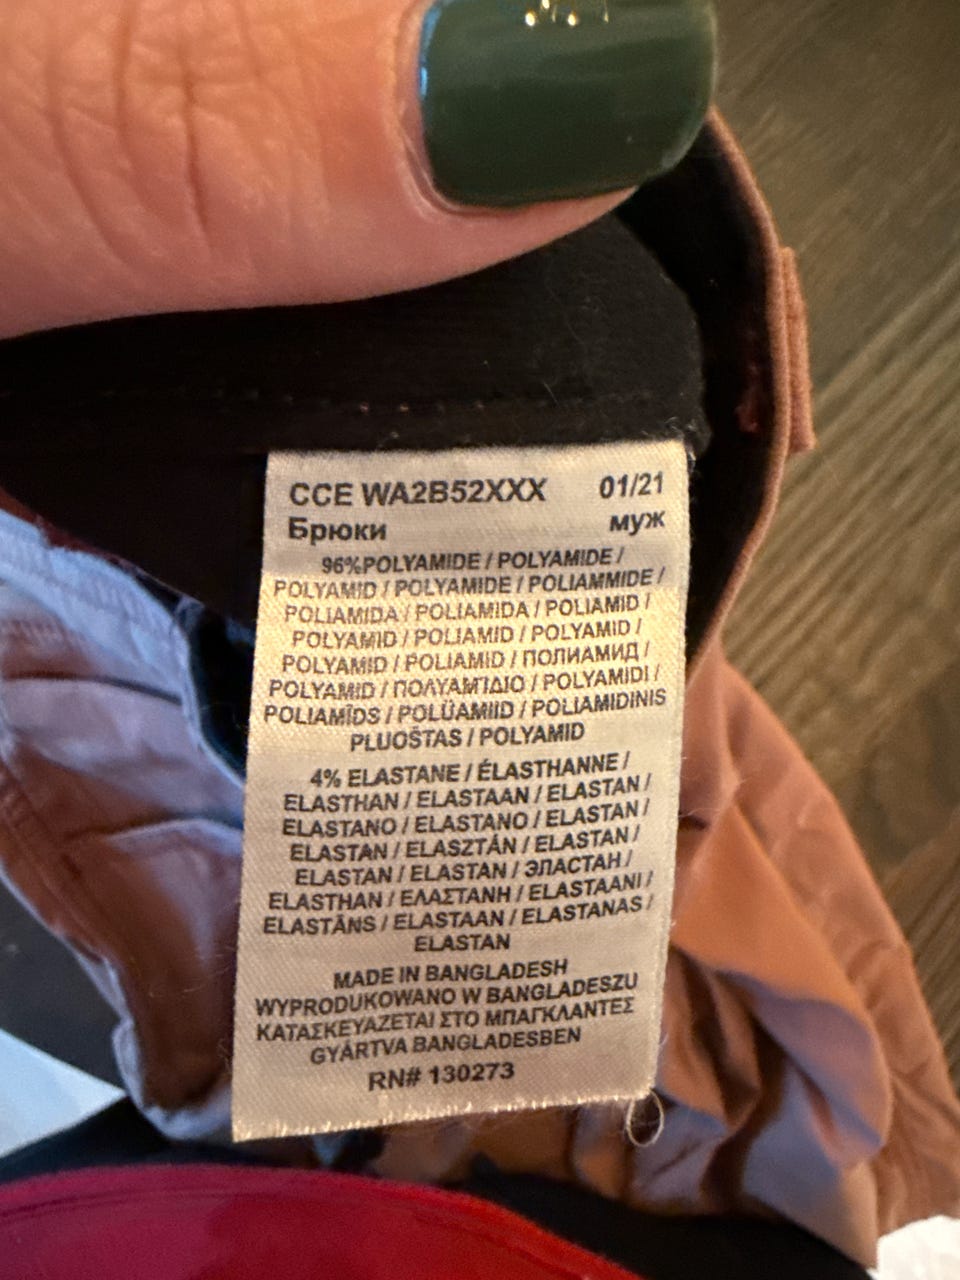 CCE WA2B52XXX 01/21
Брюки муж
96%POLYAMIDE / POLYAMIDE /
POLYAMID / POLYAMIDE / POLIAMMIDE /
POLIAMIDA / POLIAMIDA / POLIAMID /
POLYAMID / POLIAMID / POLYAMID /
POLYAMID / POLIAMID / ПОЛИАМИД /
POLYAMID / ΠΟΛΥΑΜΊΔΙΟ / POLYAMIDI /
POLIAMĪDS / POLÜAMIID / POLIAMIDINIS
PLUOŠTAS / POLYAMID
4% ELASTANE / ÉLASTHANNE /
ELASTHAN / ELASTAAN / ELASTAN /
ELASTANO / ELASTANO / ELASTAN /
ELASTAN / ELASZTÁN / ELASTAN /
ELASTAN / ELASTAN / ЭЛАСТАН /
ELASTHAN / ΕΛΑΣΤΑΝΗ / ELASTAANI /
ELASTĀNS / ELASTAAN / ELASTANAS /
ELASTAN
MADE IN BANGLADESH
WYPRODUKOWANO W BANGLADESZU
ΚΑΤΑΣΚΕΥΑΖΕΤΑΙ ΣΤΟ ΜΠΑΓΚΛΑΝΤΕΣ
GYÁRTVA BANGLADESBEN
RN# 130273